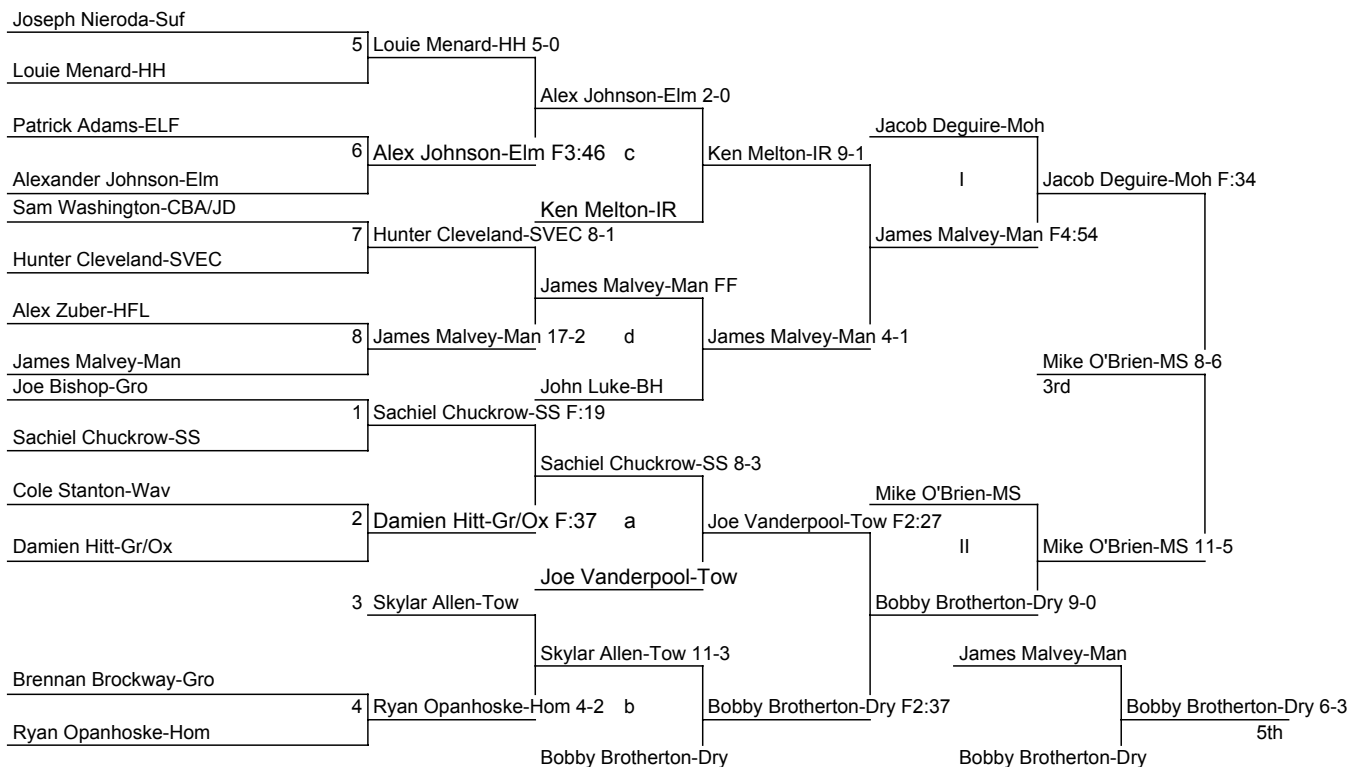 Joseph Nieroda-Suf
5 Louie Menard-HH 5-0
Louie Menard-HH
Alex Johnson-Elm 2-0
Patrick Adams-ELF
Jacob Deguire-Moh
6 Alex Johnson-Elm F3:46 c Ken Melton-IR 9-1
Alexander Johnson-Elm
I Jacob Deguire-Moh F:34
Sam Washington-CBA/JD
Ken Melton-IR
7 Hunter Cleveland-SVEC 8-1
James Malvey-Man F4:54
Hunter Cleveland-SVEC
James Malvey-Man FF
Alex Zuber-HFL
8 James Malvey-Man 17-2 d James Malvey-Man 4-1
James Malvey-Man
Mike O'Brien-MS 8-6
Joe Bishop-Gro
John Luke-BH
3rd
1 Sachiel Chuckrow-SS F:19
Sachiel Chuckrow-SS
Sachiel Chuckrow-SS 8-3
Cole Stanton-Wav
Mike O'Brien-MS
2 Damien Hitt-Gr/Ox F:37 a Joe Vanderpool-Tow F2:27
Damien Hitt-Gr/Ox
II Mike O'Brien-MS 11-5
Joe Vanderpool-Tow
3 Skylar Allen-Tow
Bobby Brotherton-Dry 9-0
Skylar Allen-Tow 11-3
James Malvey-Man
Brennan Brockway-Gro
4 Ryan Opanhoske-Hom 4-2 b Bobby Brotherton-Dry F2:37
Bobby Brotherton-Dry 6-3
Ryan Opanhoske-Hom
5th
Bobby Brotherton-Dry
Bobby Brotherton-Dry